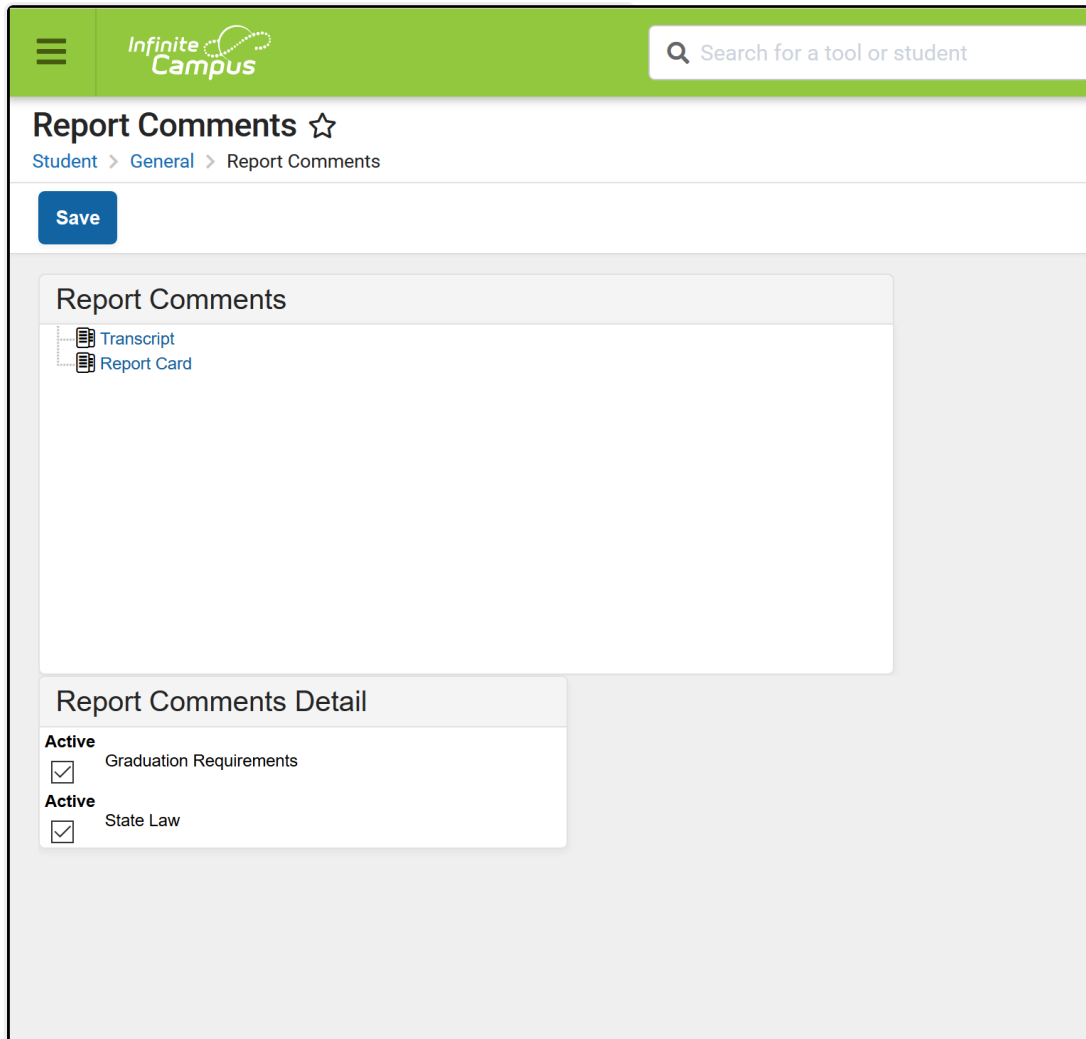 Infinite
Campus
Search for a tool or student
Report Comments
Student > General > Report Comments
Save
Report Comments
Transcript
Report Card
Report Comments Detail
Active
Graduation Requirements
Active
State Law